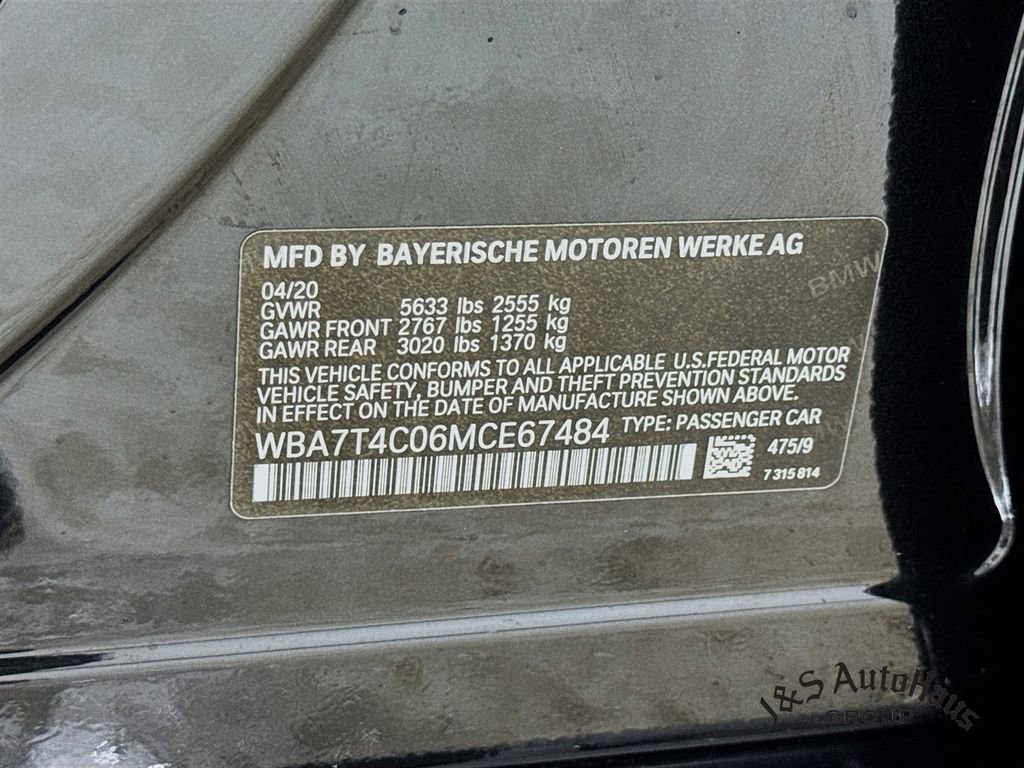 MFD BY BAYERISCHE MOTOREN WERKE AG
BMW
04/20
GVWR 5633 lbs 2555 kg
GAWR FRONT 2767 lbs 1255 kg
GAWR REAR 3020 lbs 1370 kg
THIS VEHICLE CONFORMS TO ALL APPLICABLE U.S.FEDERAL MOTOR
VEHICLE SAFETY, BUMPER AND THEFT PREVENTION STANDARDS
IN EFFECT ON THE DATE OF MANUFACTURE SHOWN ABOVE.
WBA7T4C06MCE67484 TYPE: PASSENGER CAR
475/9
7 315 814
J&S AutoHaus
GROUP